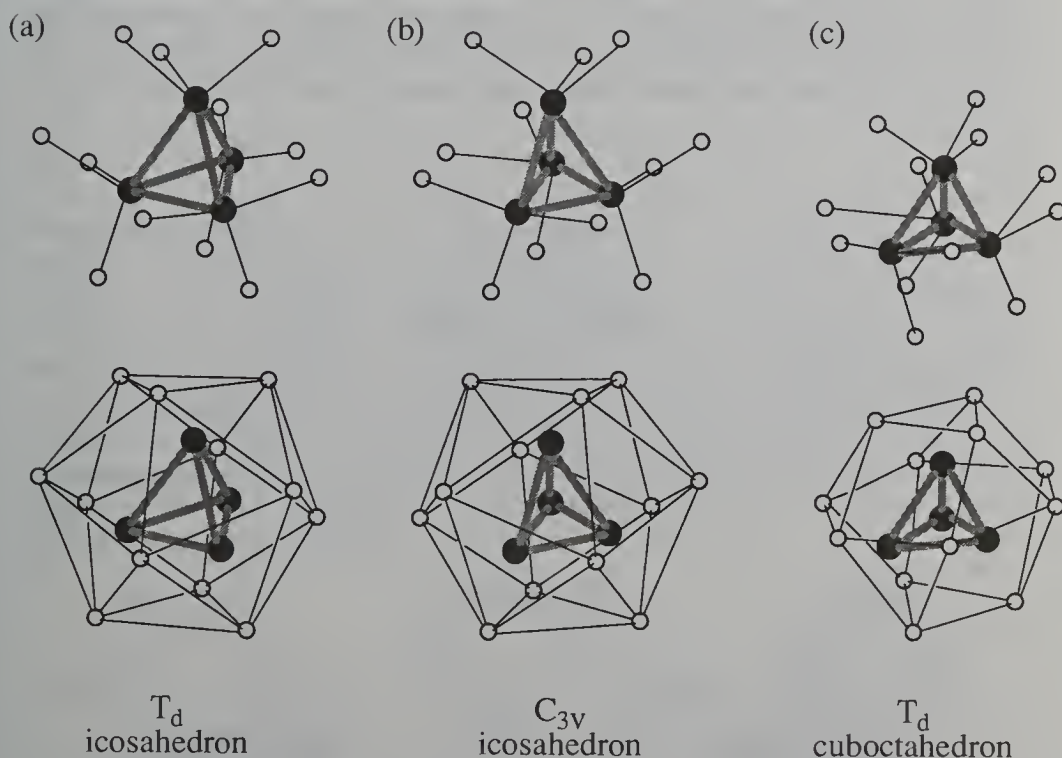 (a)
(b)
(c)
T_d
icosahedron
C_3v
icosahedron
T_d
cuboctahedron